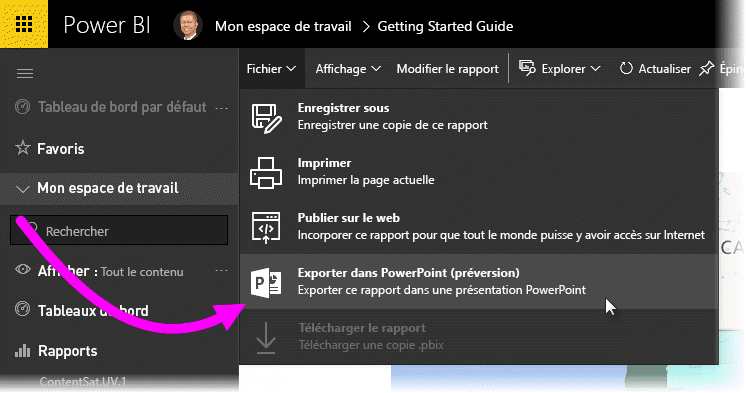 Power BI
Mon espace de travail > Getting Started Guide
Fichier Affichage Modifier le rapport Explorer Actualiser
Tableau de bord par défaut ...
Favoris
Mon espace de travail
Rechercher
Afficher : Tout le contenu ...
Tableaux de bord
Rapports
ContentSat.UV.1
Enregistrer sous
Enregistrer une copie de ce rapport
Imprimer
Imprimer la page actuelle
Publier sur le web
Incorporer ce rapport pour que tout le monde puisse y avoir accès sur Internet
Exporter dans PowerPoint (préversion)
Exporter ce rapport dans une présentation PowerPoint
Télécharger le rapport
Télécharger une copie .pbix
CA